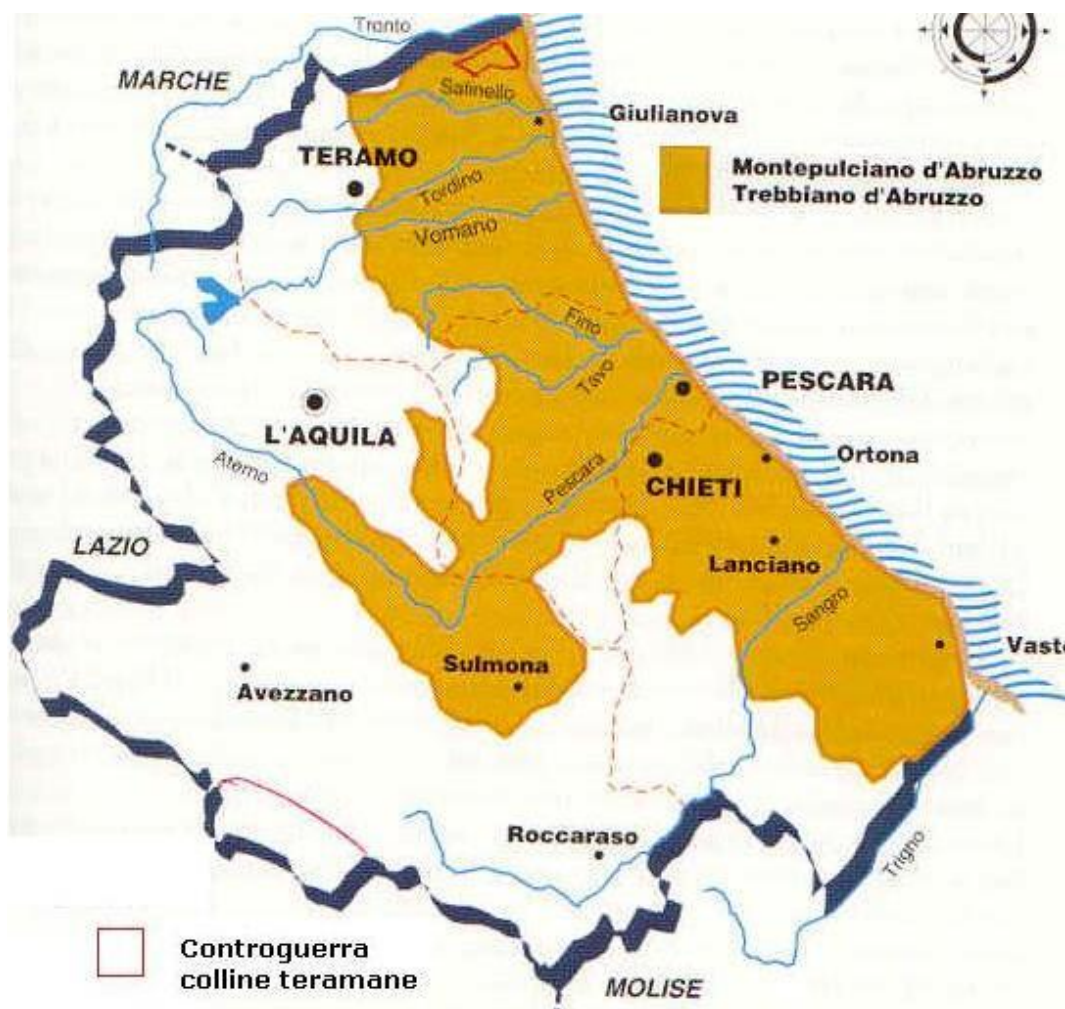 Tronto
MARCHE
Salinello
Giulianova
TERAMO
Montepulciano d'Abruzzo
Trebbiano d'Abruzzo
Tordino
Vomano
Fino
Tavo
PESCARA
L'AQUILA
Ortona
Aterno
Pescara
CHIETI
LAZIO
Lanciano
Sangro
Vasto
Sulmona
Avezzano
Roccaraso
Trigno
Controguerra
colline teramane
MOLISE